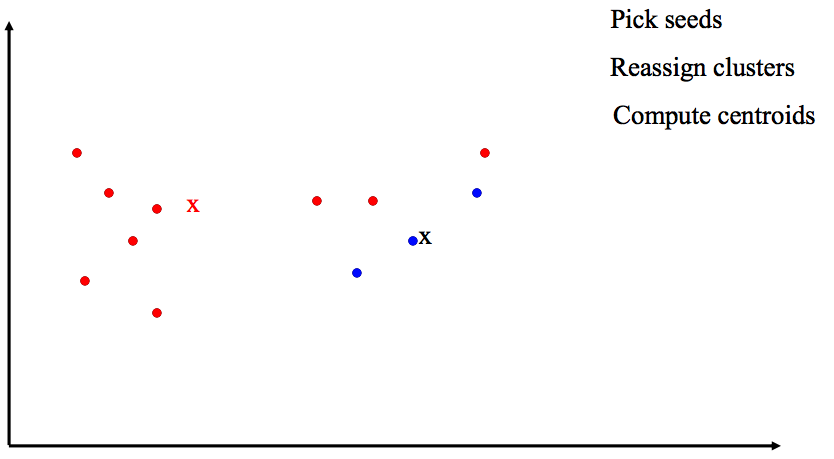 Pick seeds
Reassign clusters
Compute centroids
x
x